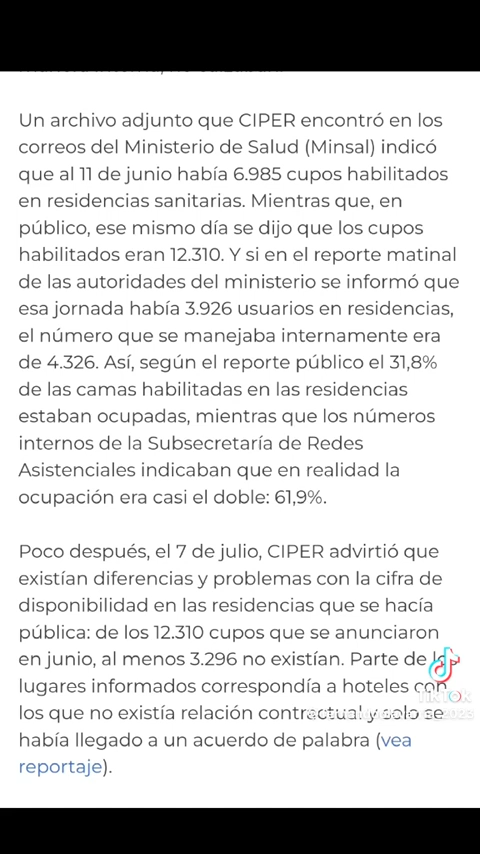 Un archivo adjunto que CIPER encontró en los
correos del Ministerio de Salud (Minsal) indicó
que al 11 de junio había 6.985 cupos habilitados
en residencias sanitarias. Mientras que, en
público, ese mismo día se dijo que los cupos
habilitados eran 12.310. Y si en el reporte matinal
de las autoridades del ministerio se informó que
esa jornada había 3.926 usuarios en residencias,
el número que se manejaba internamente era
de 4.326. Así, según el reporte público el 31,8%
de las camas habilitadas en las residencias
estaban ocupadas, mientras que los números
internos de la Subsecretaría de Redes
Asistenciales indicaban que en realidad la
ocupación era casi el doble: 61,9%.
Poco después, el 7 de julio, CIPER advirtió que
existían diferencias y problemas con la cifra de
disponibilidad en las residencias que se hacía
pública: de los 12.310 cupos que se anunciaron
en junio, al menos 3.296 no existían. Parte de
lugares informados correspondía a hoteles con
TikTok
los que no existía relación contractual y solo se
había llegado a un acuerdo de palabra (vea
reportaje).